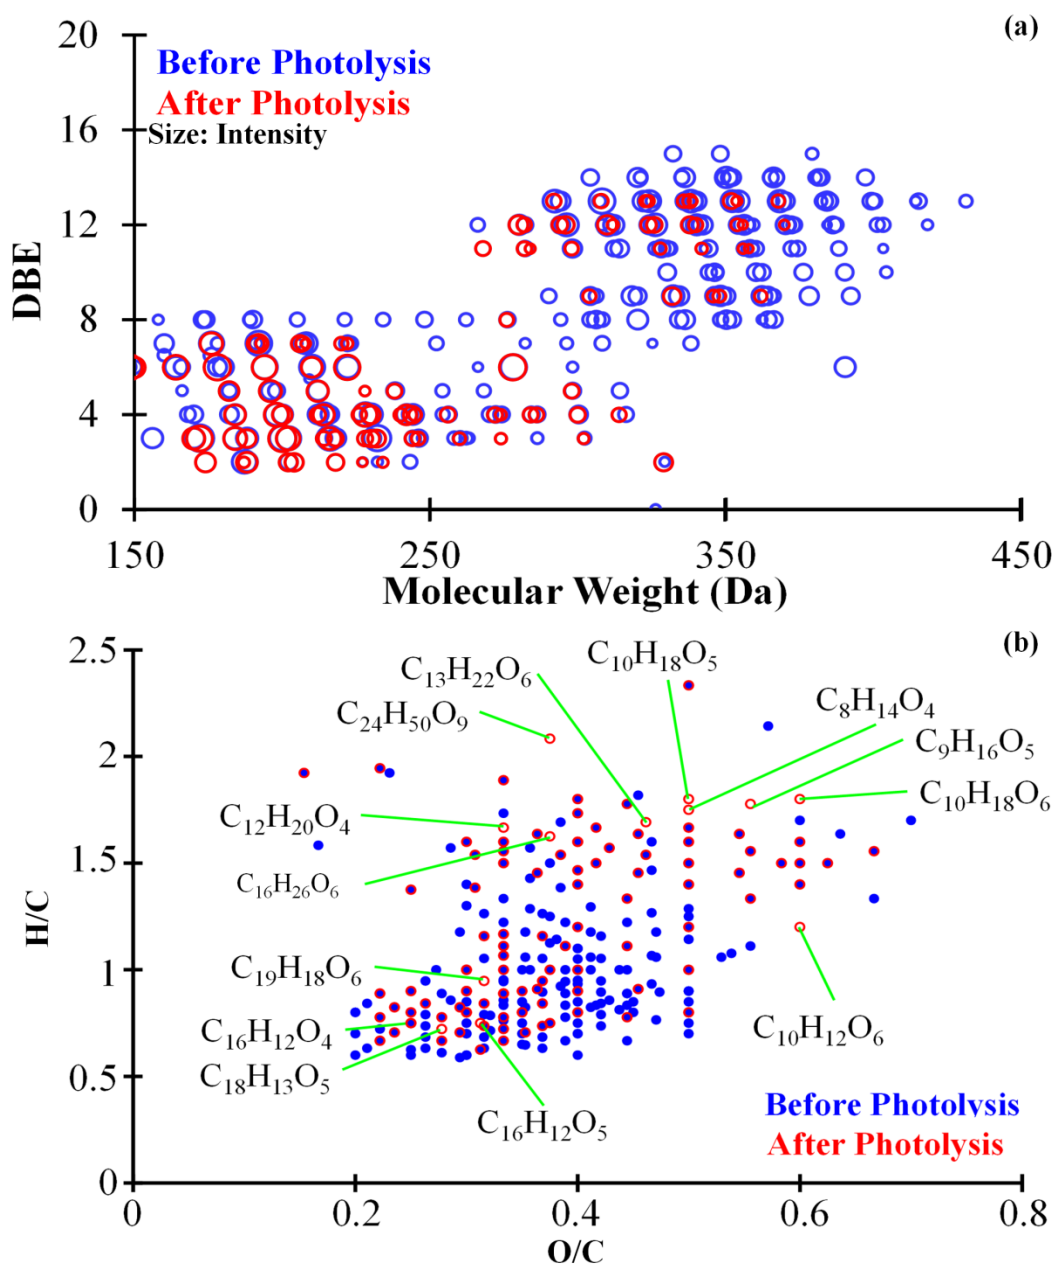 (a)
20
Before Photolysis
After Photolysis
Size: Intensity
16
12
8
4
0
DBE
150 250 350 450
Molecular Weight (Da)
(b)
2.5
2
1.5
1
0.5
0
H/C
C₁₀H₁₈O₅
C₁₃H₂₂O₆
C₂₄H₅₀O₉
C₈H₁₄O₄
C₉H₁₆O₅
C₁₀H₁₈O₆
C₁₂H₂₀O₄
C₁₆H₂₆O₆
C₁₉H₁₈O₆
C₁₆H₁₂O₄
C₁₈H₁₃O₅
C₁₀H₁₂O₆
C₁₆H₁₂O₅
Before Photolysis
After Photolysis
0 0.2 0.4 0.6 0.8
O/C